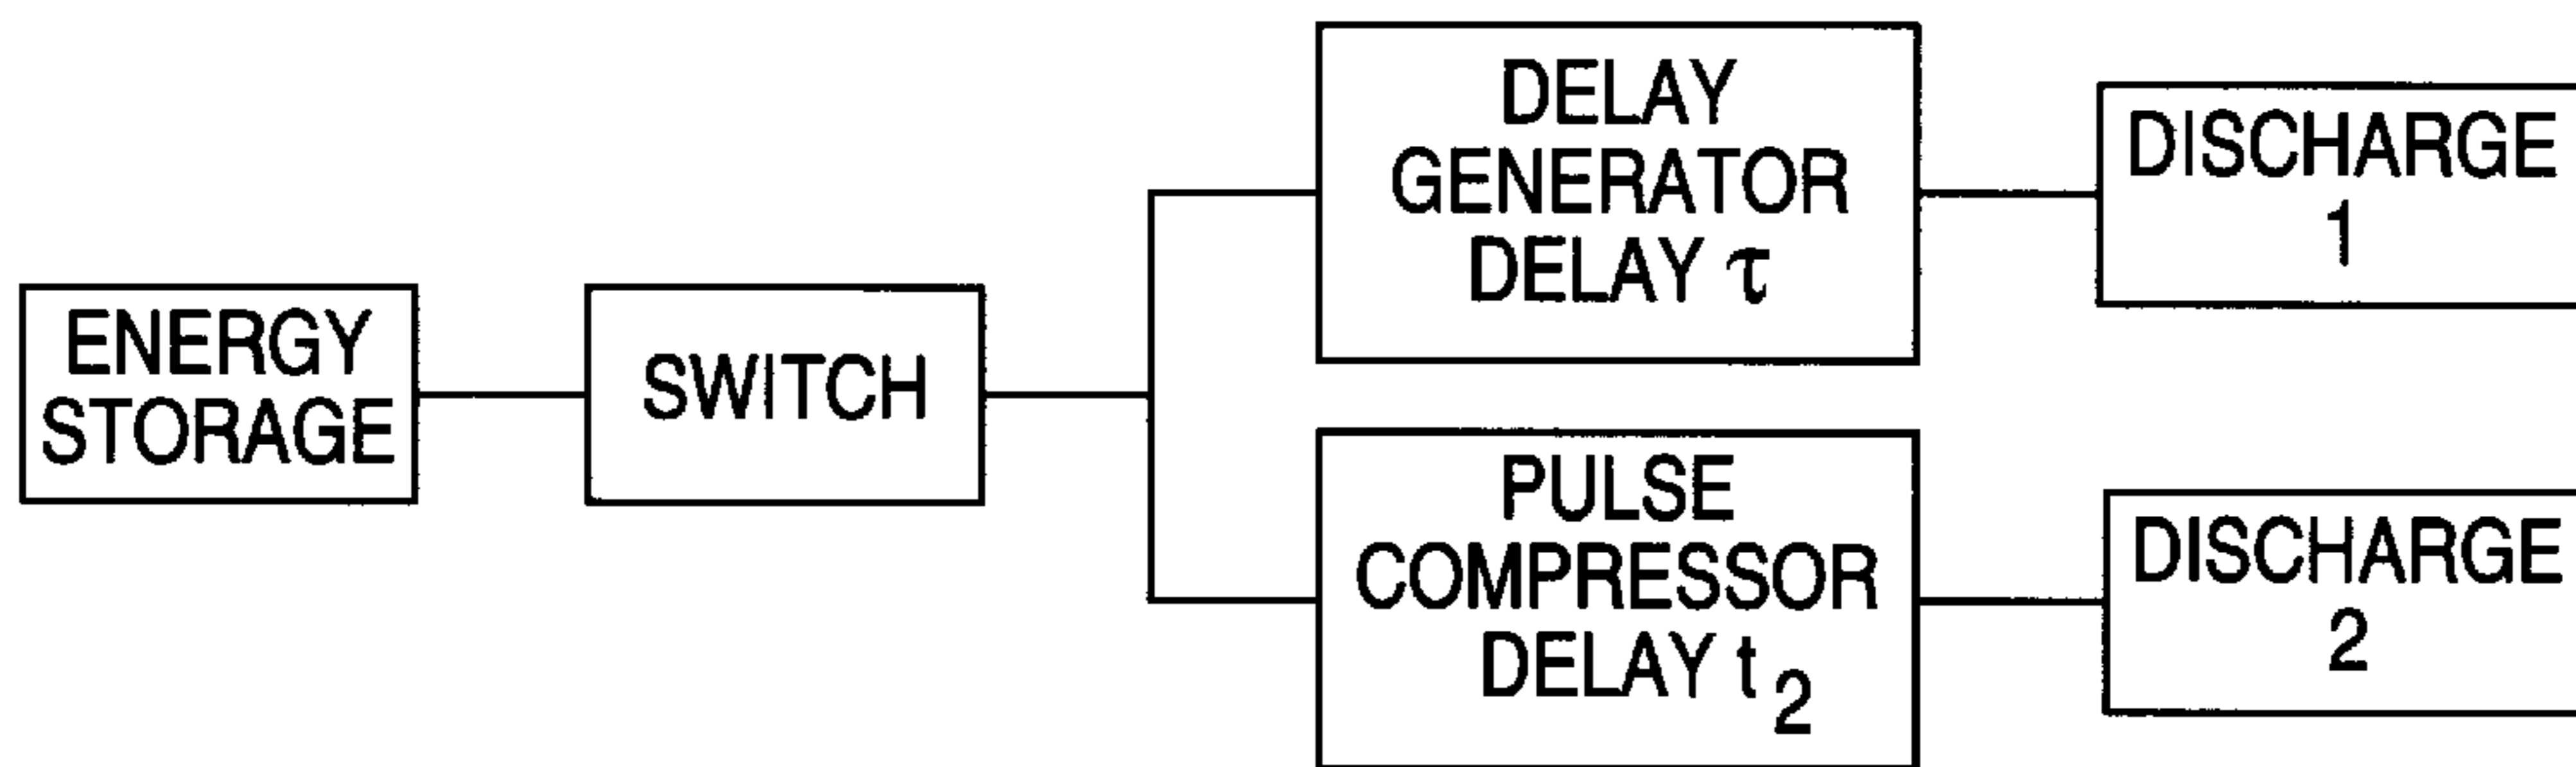 ENERGY
STORAGE
SWITCH
DELAY
GENERATOR
DELAY τ
DISCHARGE
1
PULSE
COMPRESSOR
DELAY t₂
DISCHARGE
2